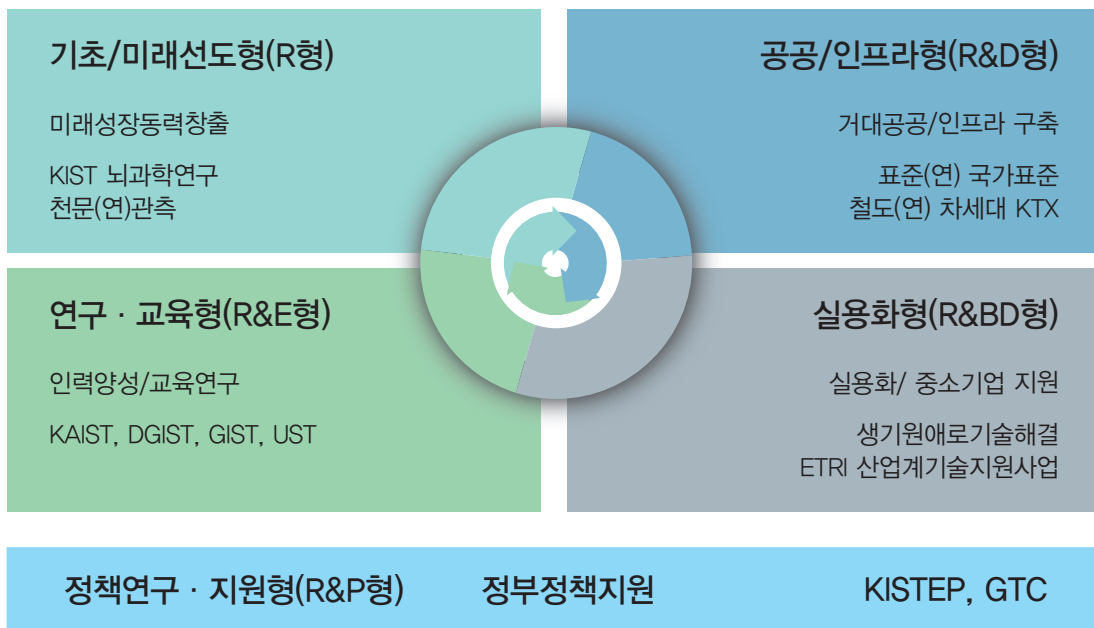 기초/미래선도형(R형)
미래성장동력창출
KIST 뇌과학연구
천문(연)관측
공공/인프라형(R&D형)
거대공공/인프라 구축
표준(연) 국가표준
철도(연) 차세대 KTX
연구 · 교육형(R&E형)
인력양성/교육연구
KAIST, DGIST, GIST, UST
실용화형(R&BD형)
실용화/ 중소기업 지원
생기원애로기술해결
ETRI 산업계기술지원사업
정책연구 · 지원형(R&P형) 정부정책지원 KISTEP, GTC